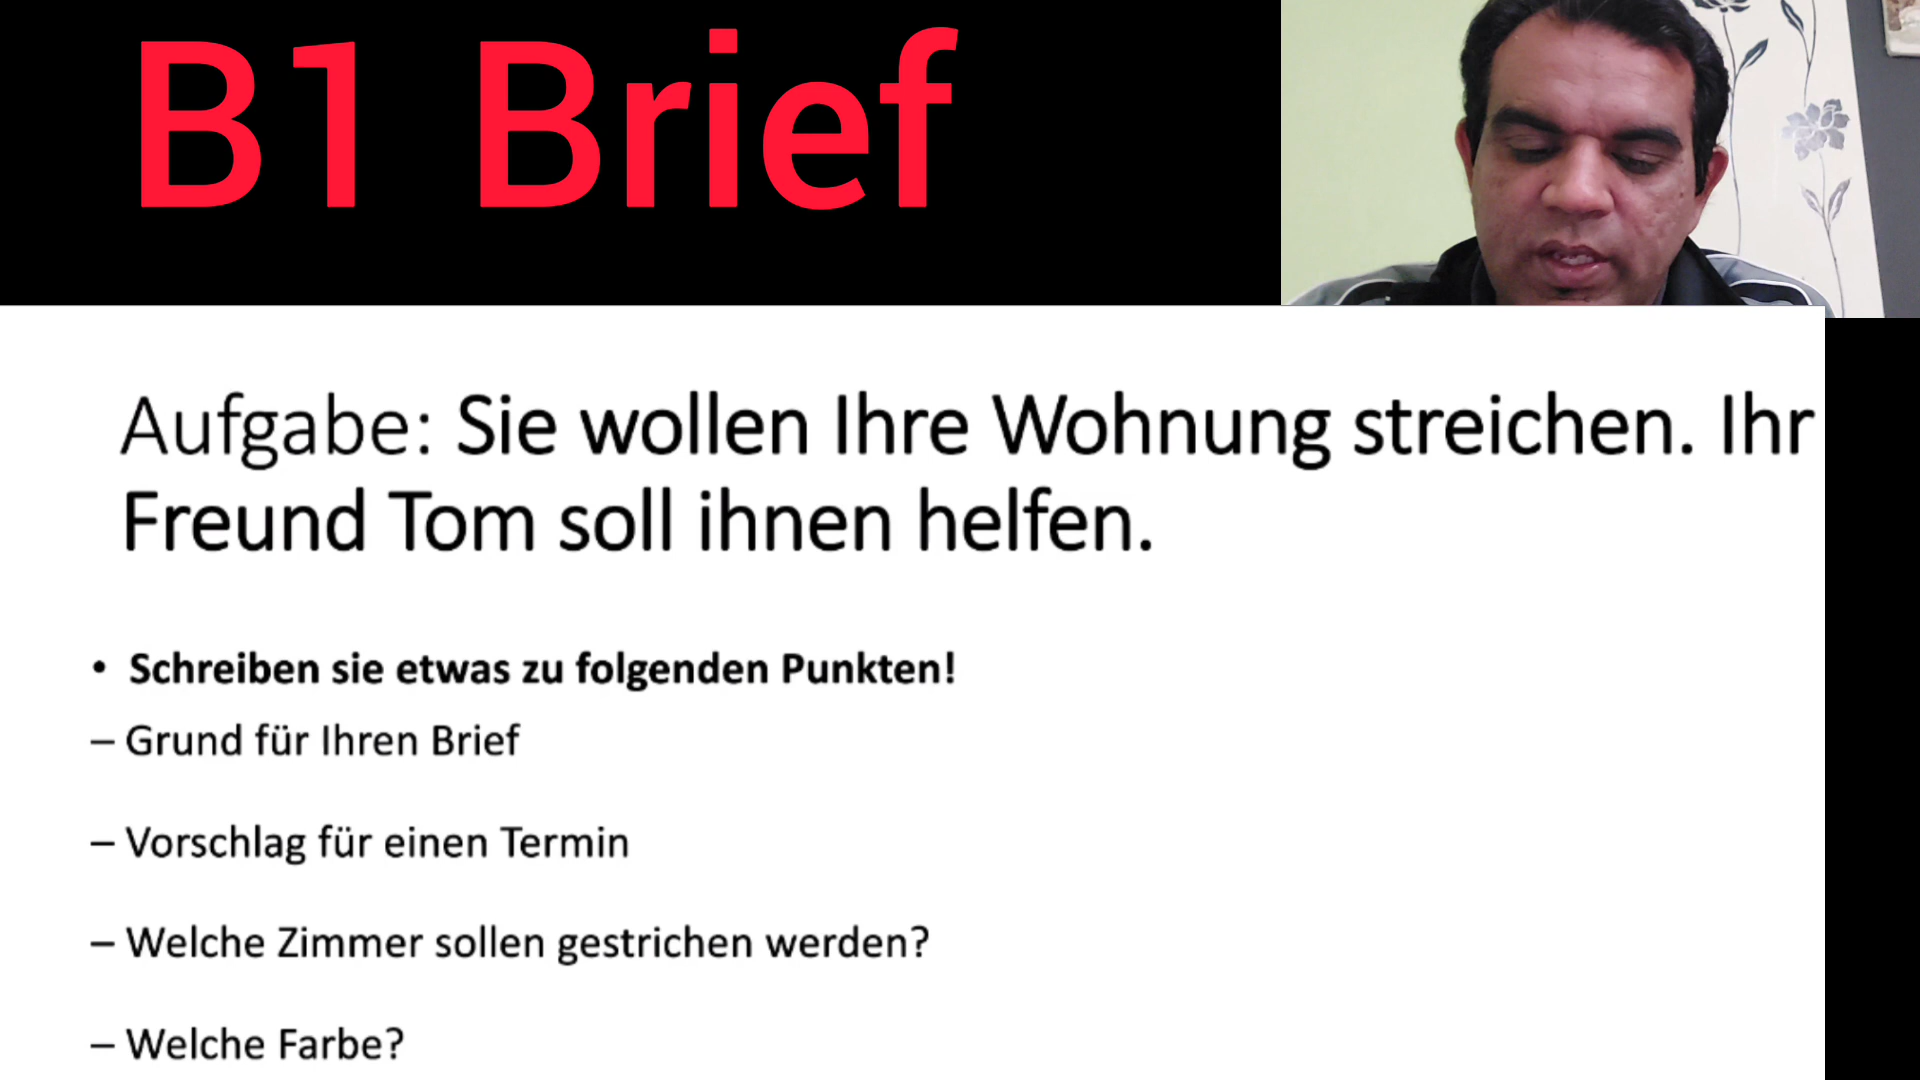 B1 Brief
Aufgabe: Sie wollen Ihre Wohnung streichen. Ihr
Freund Tom soll ihnen helfen.
• Schreiben sie etwas zu folgenden Punkten!
– Grund für Ihren Brief
– Vorschlag für einen Termin
– Welche Zimmer sollen gestrichen werden?
– Welche Farbe?